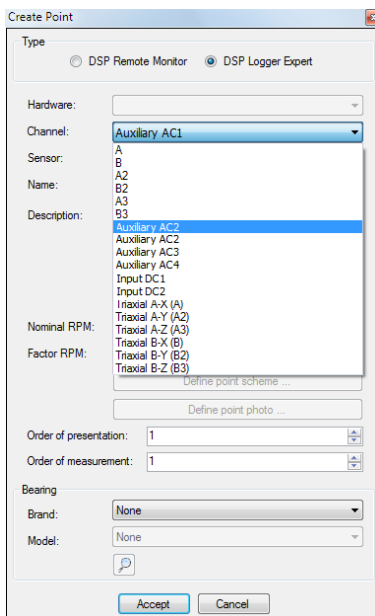 Create Point
Type
DSP Remote Monitor
DSP Logger Expert
Hardware:
Channel:
Auxiliary AC1
Sensor:
Name:
Description:
A
B
A2
B2
A3
B3
Auxiliary AC2
Auxiliary AC2
Auxiliary AC3
Auxiliary AC4
Input DC1
Input DC2
Triaxial A-X (A)
Triaxial A-Y (A2)
Triaxial A-Z (A3)
Triaxial B-X (B)
Triaxial B-Y (B2)
Triaxial B-Z (B3)
Nominal RPM:
Factor RPM:
Define point scheme ...
Define point photo ...
Order of presentation: 1
Order of measurement: 1
Bearing
Brand: None
Model: None
Accept
Cancel